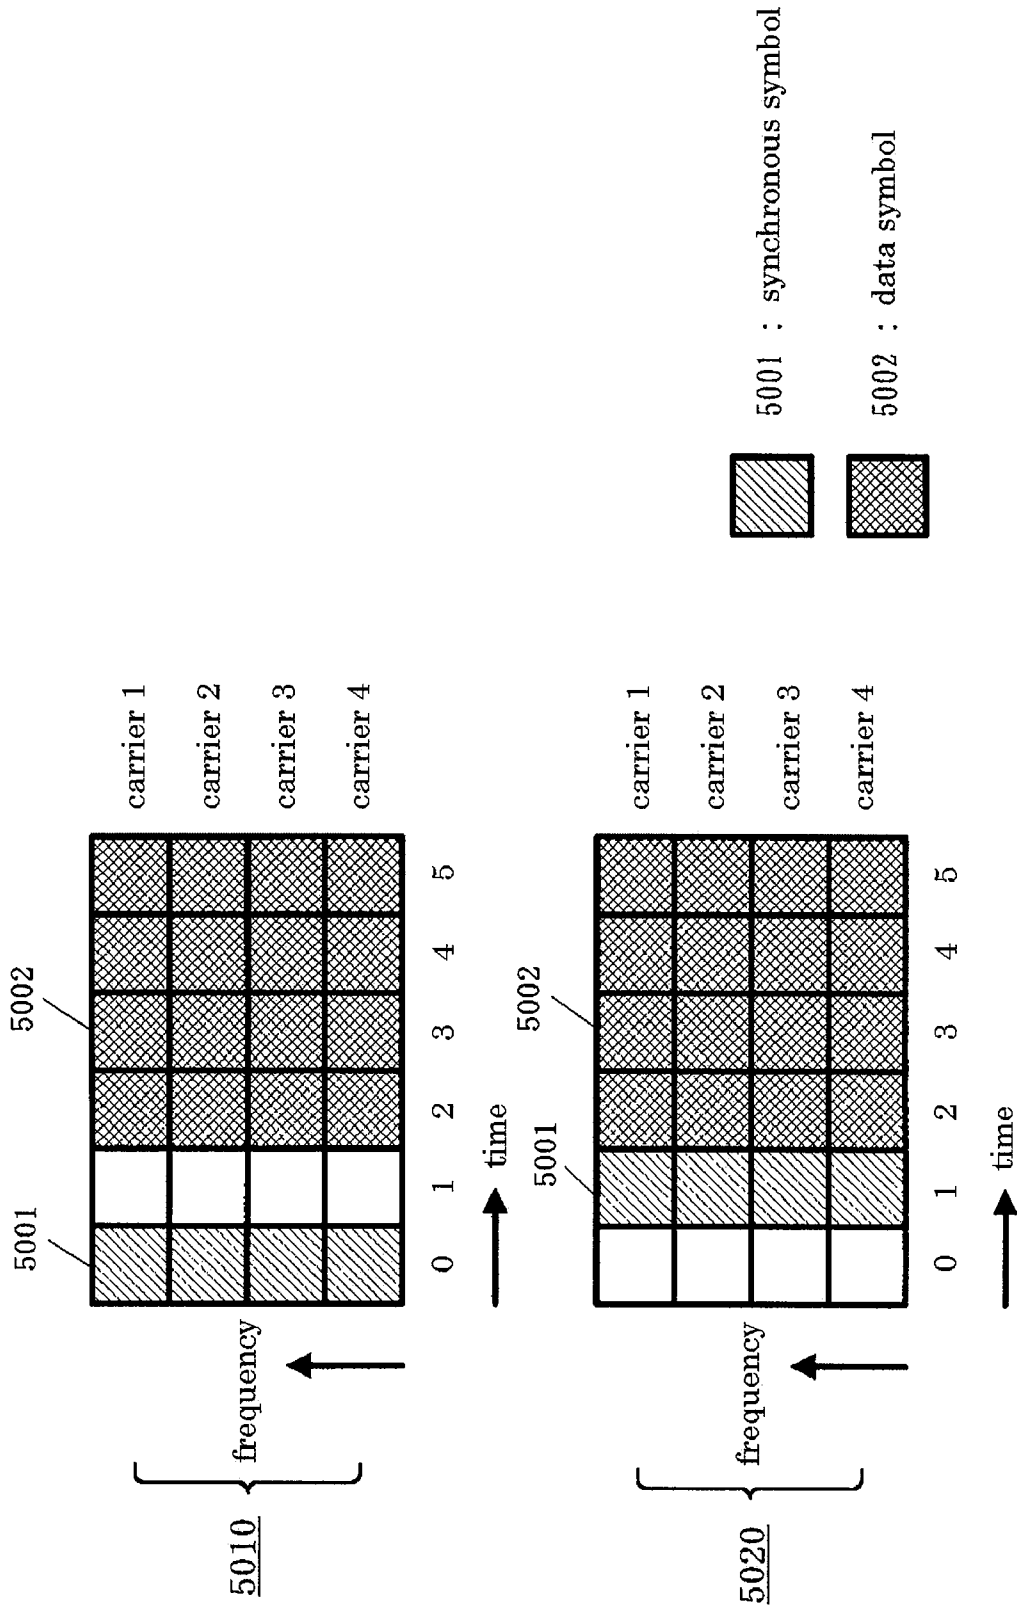 5001
5002
carrier 1
carrier 2
carrier 3
carrier 4
frequency
5010
0 1 2 3 4 5
time
5001
5002
carrier 1
carrier 2
carrier 3
carrier 4
frequency
5020
0 1 2 3 4 5
time
5001 : synchronous symbol
5002 : data symbol